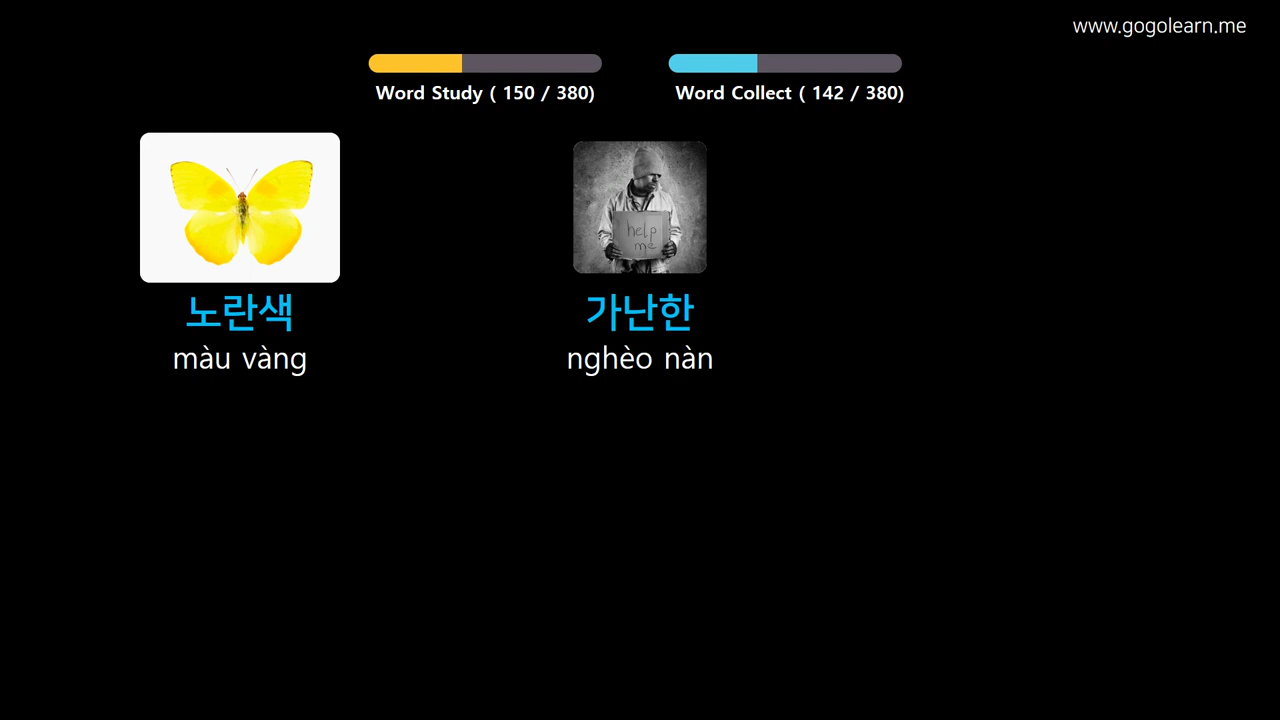 www.gogolearn.me
Word Study ( 150 / 380)
Word Collect ( 142 / 380)
help
me
노란색
màu vàng
가난한
nghèo nàn